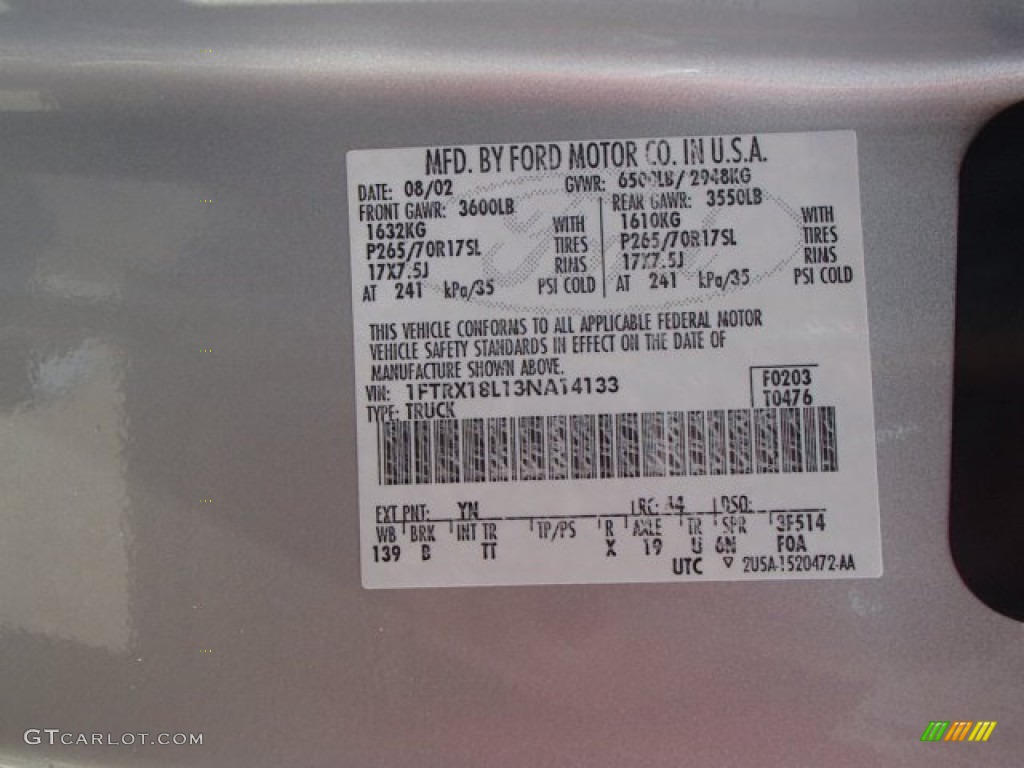 MFD. BY FORD MOTOR CO. IN U.S.A.
DATE: 08/02 GVWR: 6500LB/2948KG
FRONT GAWR: 3600LB REAR GAWR: 3550LB
1632KG WITH 1610KG WITH
P265/70R17SL TIRES P265/70R17SL TIRES
17X7.5J RIMS 17X7.5J RIMS
AT 241 kPa/35 PSI COLD AT 241 kPa/35 PSI COLD
THIS VEHICLE CONFORMS TO ALL APPLICABLE FEDERAL MOTOR
VEHICLE SAFETY STANDARDS IN EFFECT ON THE DATE OF
MANUFACTURE SHOWN ABOVE.
VIN: 1FTRX18L13NA14133 F0203
TYPE: TRUCK T0476
EXT PNT: YN RC: 44 DSO:
WB BRK INT TR TP/PS R AXLE TR SPR 3F514
139 B TT X 19 U 6N F0A
UTC ▽ 2USA-1520472-AA
GTCARLOT.COM